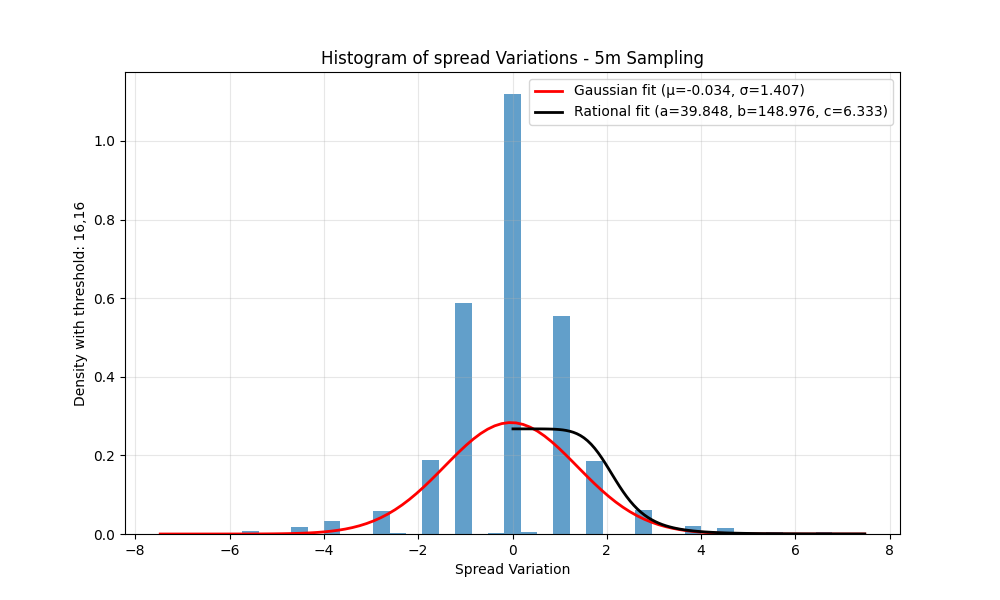 Histogram of spread Variations - 5m Sampling
Gaussian fit (μ=-0.034, σ=1.407)
Rational fit (a=39.848, b=148.976, c=6.333)
Density with threshold: 16,16
1.0
0.8
0.6
0.4
0.2
0.0
−8 −6 −4 −2 0 2 4 6 8
Spread Variation